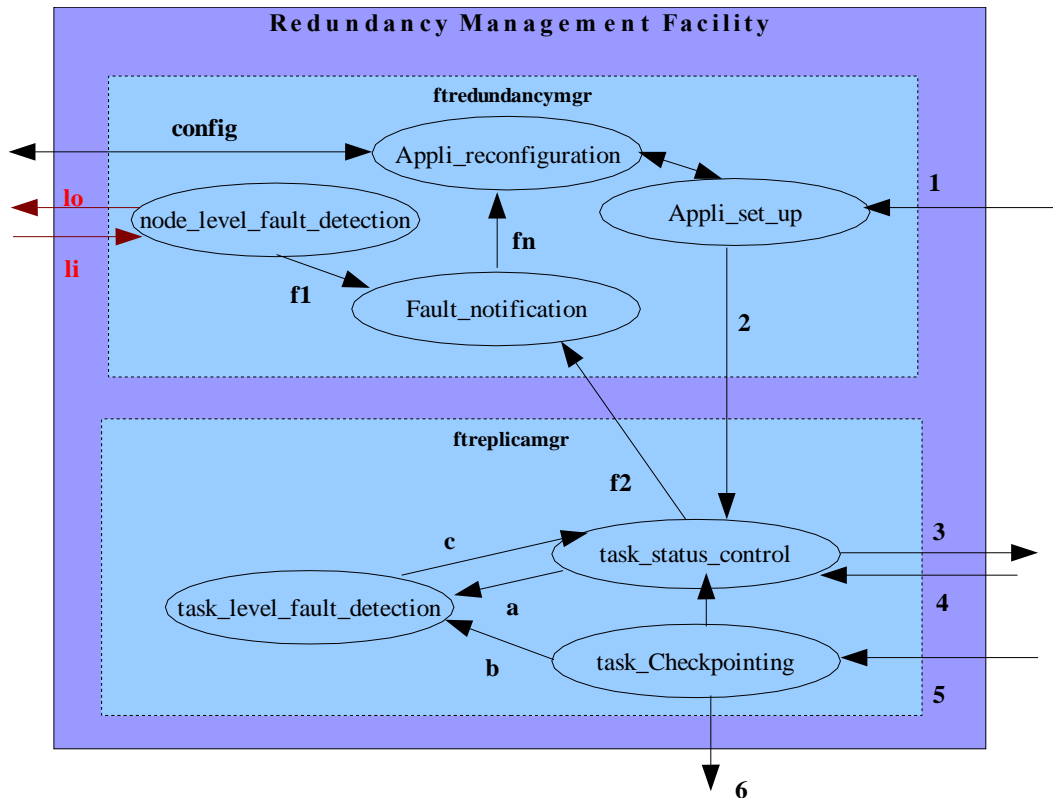 Redundancy Management Facility
ftredundancymgr
config
Appli_reconfiguration
1
lo
node_level_fault_detection
Appli_set_up
fn
li
f1
Fault_notification
2
ftreplicamgr
f2
c
task_status_control
3
task_level_fault_detection
a
4
b
task_Checkpointing
5
6